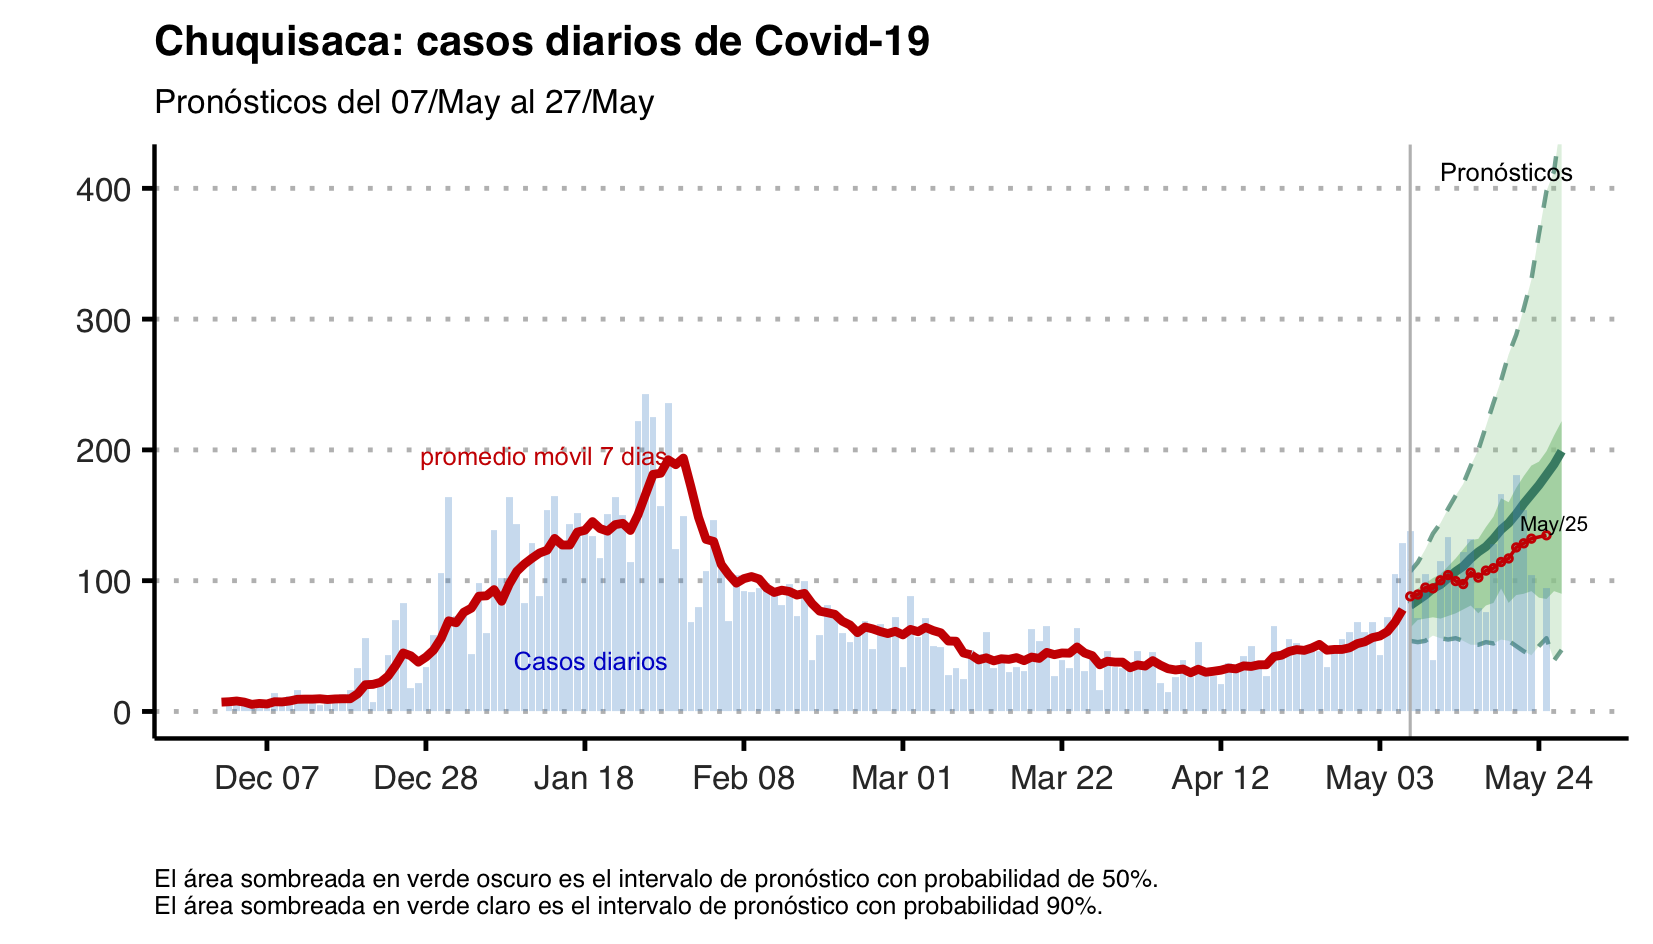 Chuquisaca: casos diarios de Covid-19
Pronósticos del 07/May al 27/May
Pronósticos
400
300
200
100
0
promedio móvil 7 dias
May/25
Casos diarios
Dec 07 Dec 28 Jan 18 Feb 08 Mar 01 Mar 22 Apr 12 May 03 May 24
El área sombreada en verde oscuro es el intervalo de pronóstico con probabilidad de 50%.
El área sombreada en verde claro es el intervalo de pronóstico con probabilidad 90%.